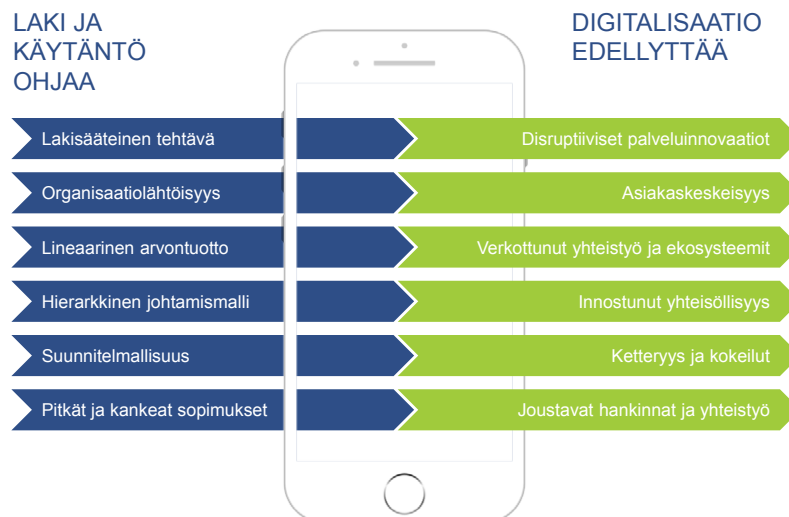 LAKI JA
KÄYTÄNTÖ
OHJAA
DIGITALISAATIO
EDELLYTTÄÄ
Lakisääteinen tehtävä
Disruptiiviset palveluinnovaatiot
Organisaatiolähtöisyys
Asiakaskeskeisyys
Lineaarinen arvontuotto
Verkottunut yhteistyö ja ekosysteemit
Hierarkkinen johtamismalli
Innostunut yhteisöllisyys
Suunnitelmallisuus
Ketteryys ja kokeilut
Pitkät ja kankeat sopimukset
Joustavat hankinnat ja yhteistyö